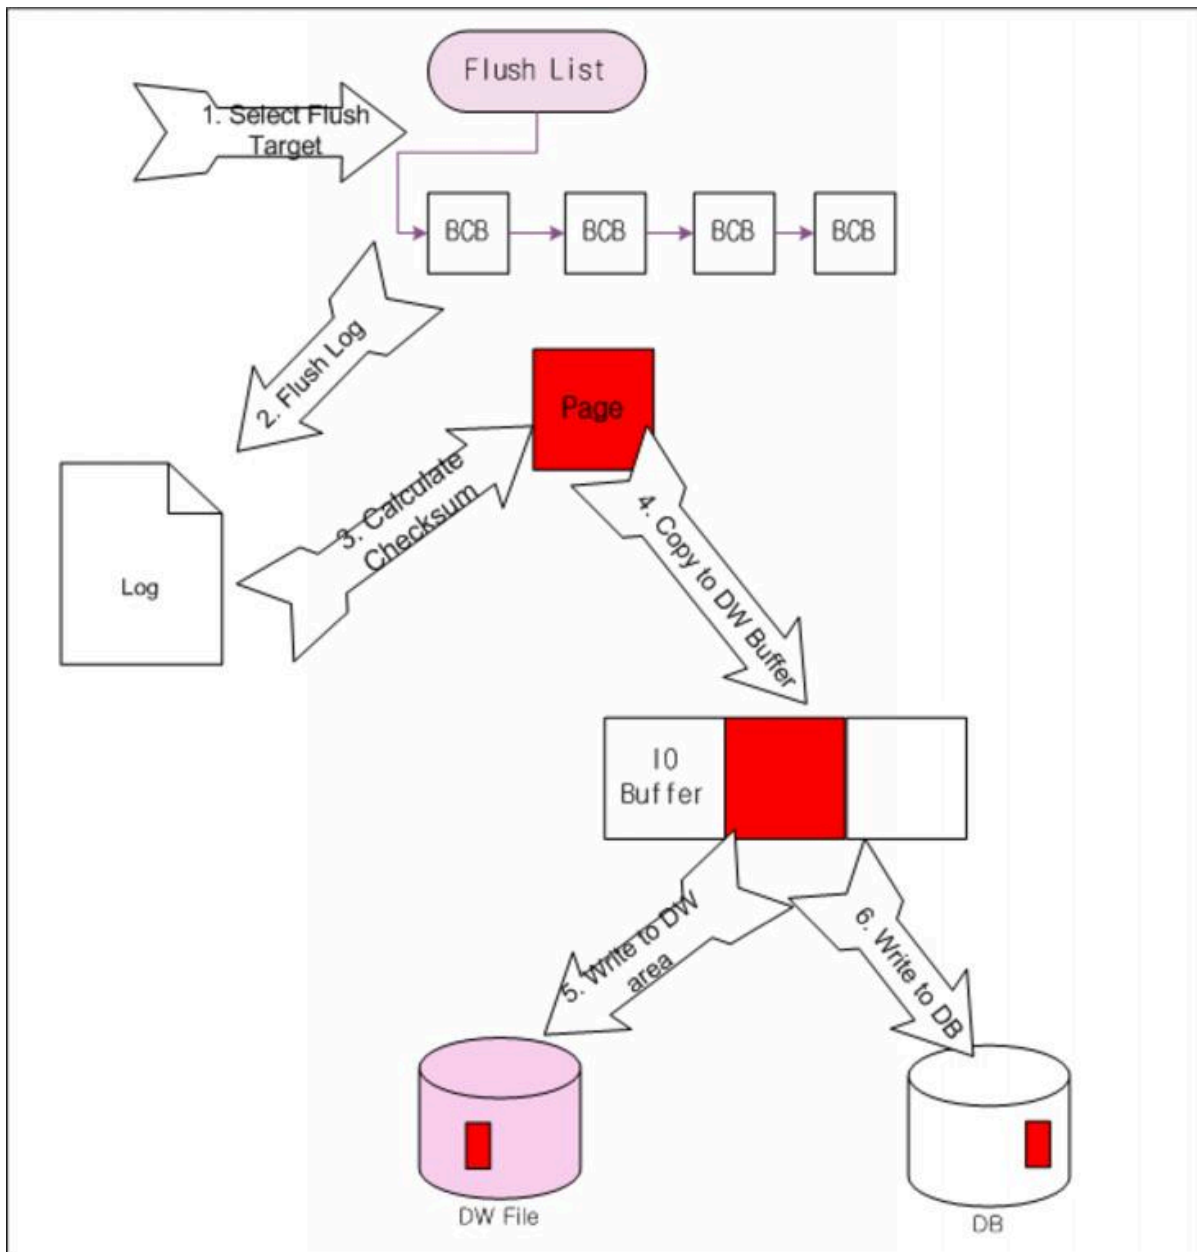 Flush List
1. Select Flush
Target
BCB
BCB
BCB
BCB
2. Flush Log
Page
3. Calculate
Checksum
Log
4. Copy to DW Buffer
IO
Buffer
5. Write to DW
area
6. Write to DB
DW File
DB